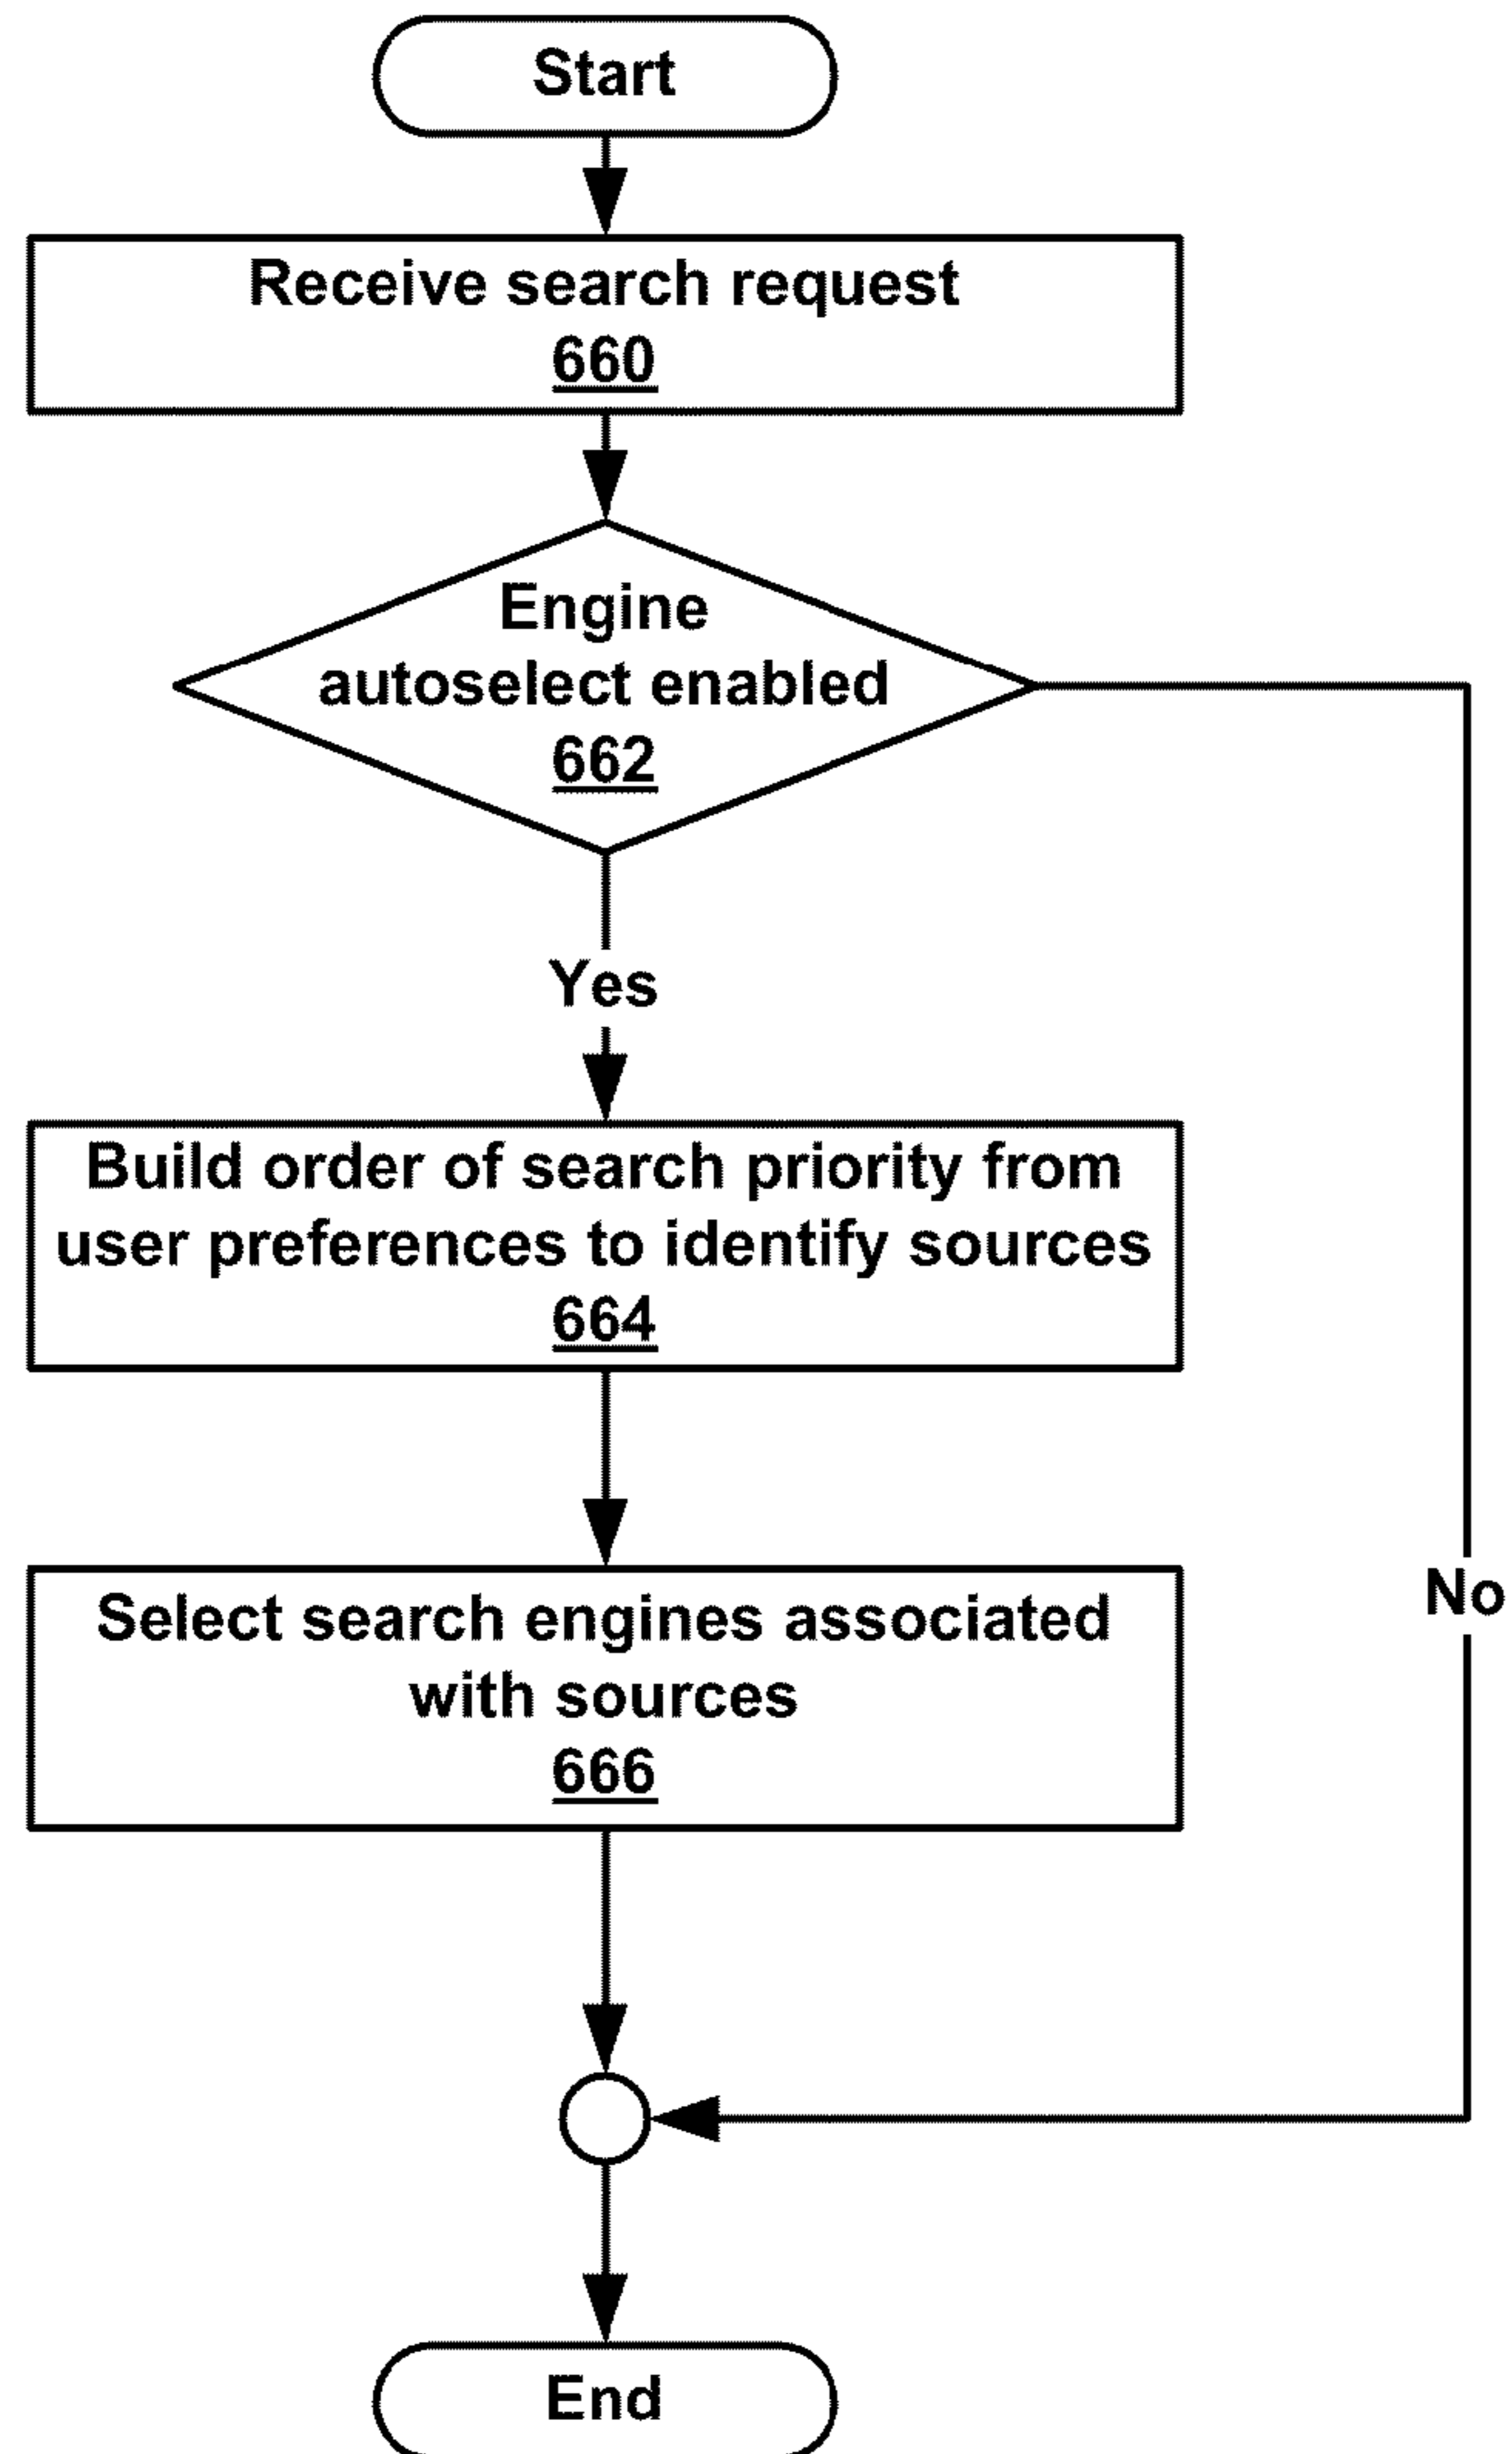 Start
Receive search request
660
Engine
autoselect enabled
662
Yes
Build order of search priority from
user preferences to identify sources
664
Select search engines associated
with sources
666
No
End